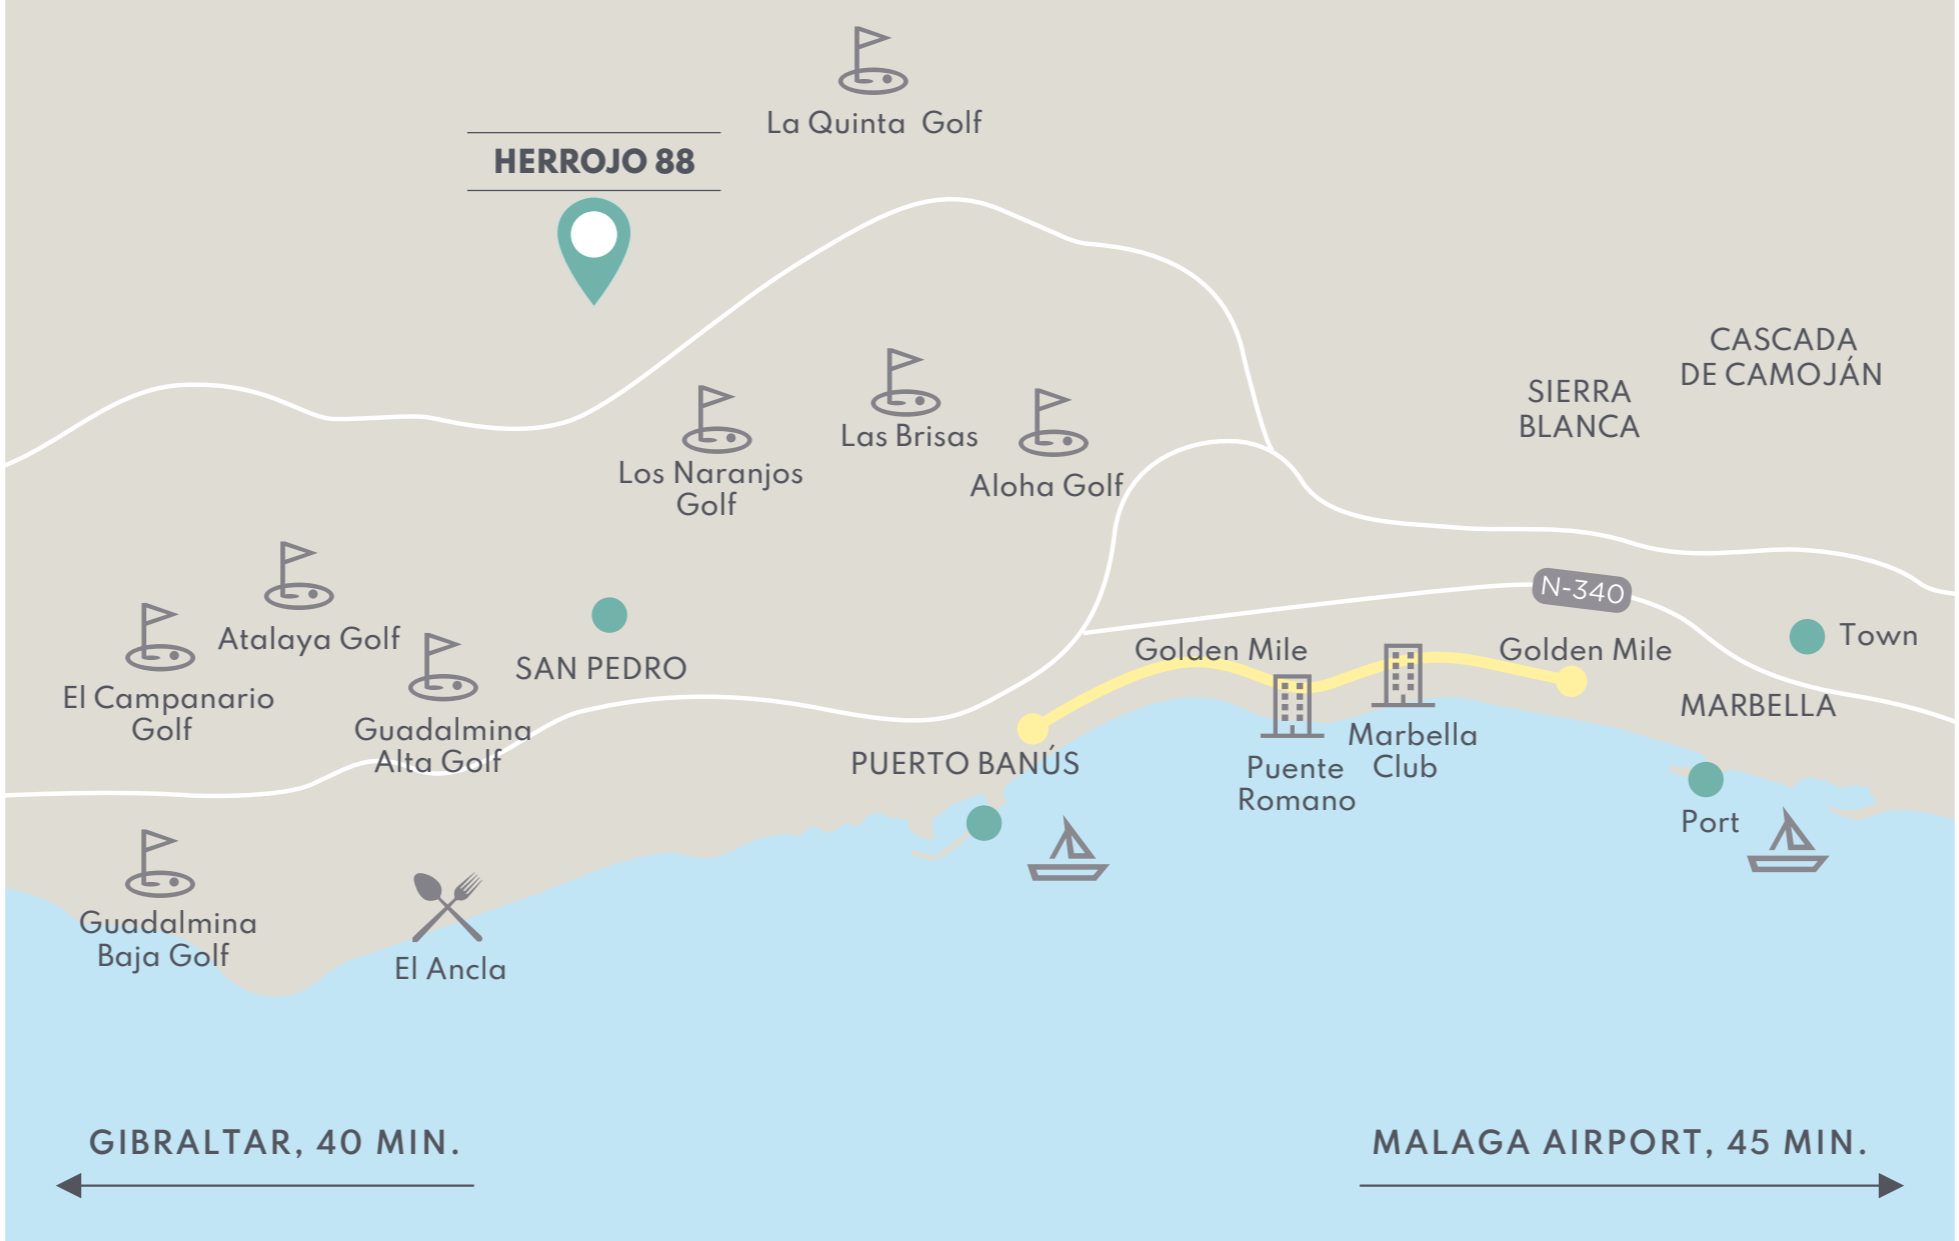 La Quinta Golf
HERROJO 88
CASCADA
DE CAMOJÁN
SIERRA
BLANCA
Las Brisas
Los Naranjos
Golf
Aloha Golf
N-340
Atalaya Golf
El Campanario
Golf
SAN PEDRO
Guadalmina
Alta Golf
Golden Mile
Golden Mile
Town
MARBELLA
PUERTO BANÚS
Puente
Romano
Marbella
Club
Port
Guadalmina
Baja Golf
El Ancla
GIBRALTAR, 40 MIN.
MALAGA AIRPORT, 45 MIN.